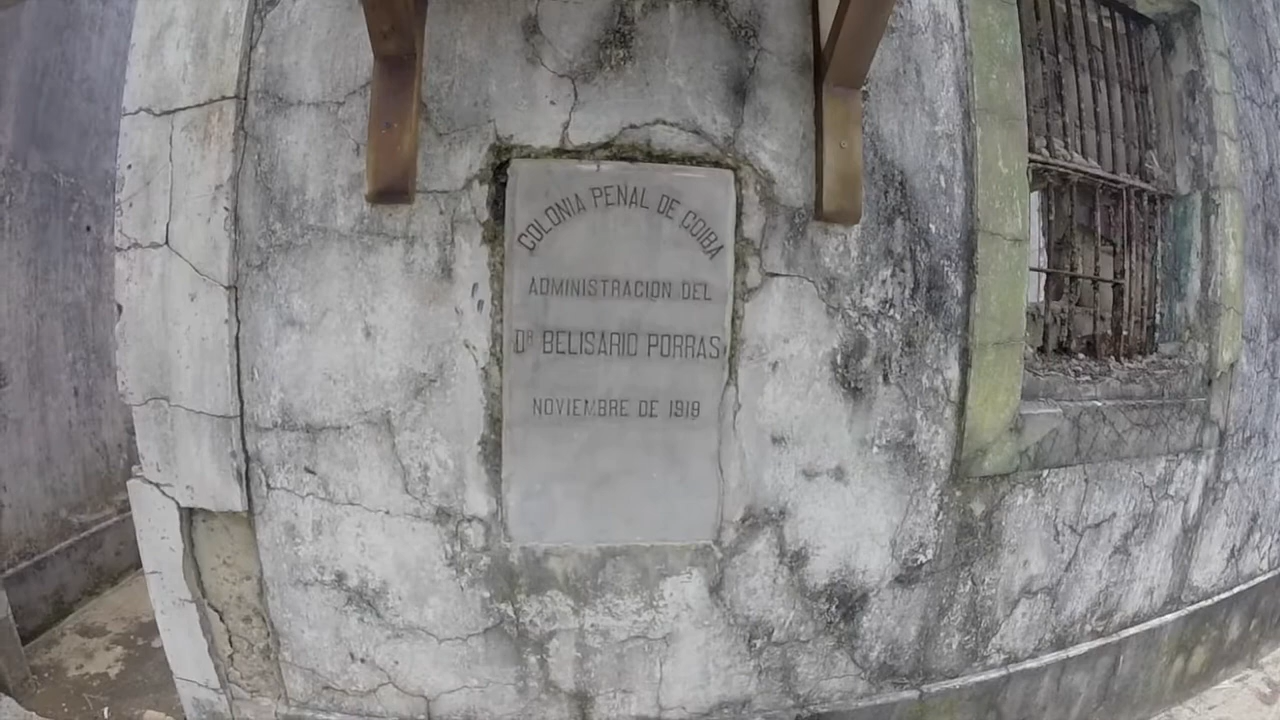 COLONIA PENAL DE COIBA
ADMINISTRACION DEL
DR BELISARIO PORRAS
NOVIEMBRE DE 1919